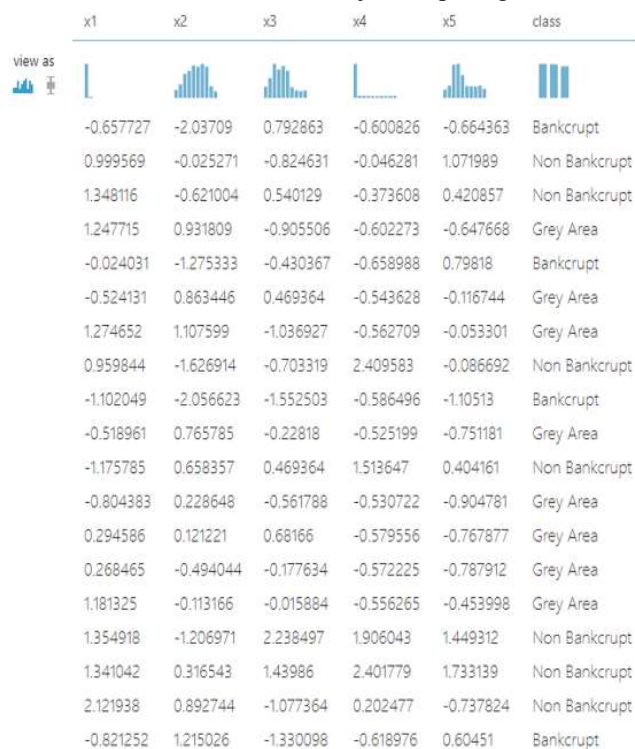 x1 x2 x3 x4 x5 class
view as
-0.657727 -2.03709 0.792863 -0.600826 -0.664363 Bankcrupt
0.999569 -0.025271 -0.824631 -0.046281 1.071989 Non Bankcrupt
1.348116 -0.621004 0.540129 -0.373608 0.420857 Non Bankcrupt
1.247715 0.931809 -0.905506 -0.602273 -0.647668 Grey Area
-0.024031 -1.275333 -0.430367 -0.658988 0.79818 Bankcrupt
-0.524131 0.863446 0.469364 -0.543628 -0.116744 Grey Area
1.274652 1.107599 -1.036927 -0.562709 -0.053301 Grey Area
0.959844 -1.626914 -0.703319 2.409583 -0.086692 Non Bankcrupt
-1.102049 -2.056623 -1.552503 -0.586496 -1.10513 Bankcrupt
-0.518961 0.765785 -0.22818 -0.525199 -0.751181 Grey Area
-1.175785 0.658357 0.469364 1.513647 0.404161 Non Bankcrupt
-0.804383 0.228648 -0.561788 -0.530722 -0.904781 Grey Area
0.294586 0.121221 0.68166 -0.579556 -0.767877 Grey Area
0.268465 -0.494044 -0.177634 -0.572225 -0.787912 Grey Area
1.181325 -0.113166 -0.015884 -0.556265 -0.453998 Grey Area
1.354918 -1.206971 2.238497 1.906043 1.449312 Non Bankcrupt
1.341042 0.316543 1.43986 2.401779 1.733139 Non Bankcrupt
2.121938 0.892744 -1.077364 0.202477 -0.737824 Non Bankcrupt
-0.821252 1.215026 -1.330098 -0.618976 0.60451 Bankcrupt